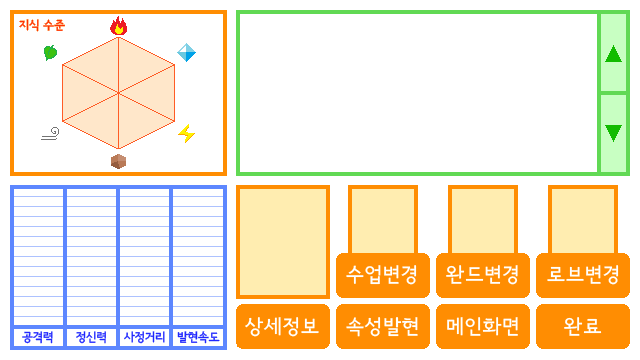 지식 수준
공격력 정신력 사정거리 발현속도
수업변경 완드변경 로브변경
상세정보 속성발현 메인화면 완료